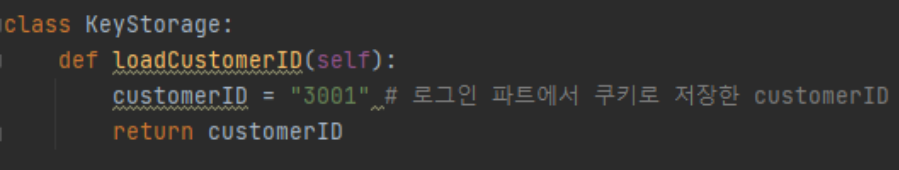 class KeyStorage:
    def loadCustomerID(self):
        customerID = "3001" # 로그인 파트에서 쿠키로 저장한 customerID
        return customerID